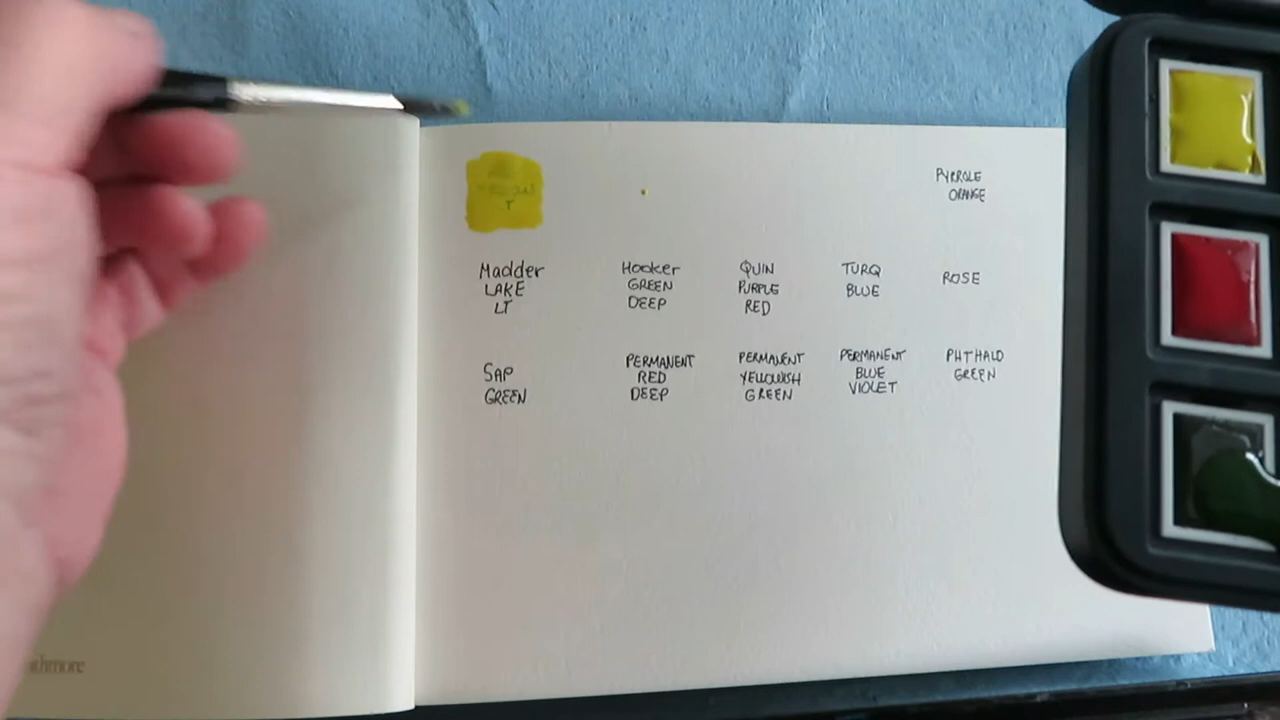 PYRROLE
ORANGE
Madder
LAKE
LT
Hooker
GREEN
DEEP
QUIN
PURPLE
RED
TURQ
BLUE
ROSE
SAP
GREEN
PERMANENT
RED
DEEP
PERMANENT
YELLOWISH
GREEN
PERMANENT
BLUE
VIOLET
PHTHALO
GREEN